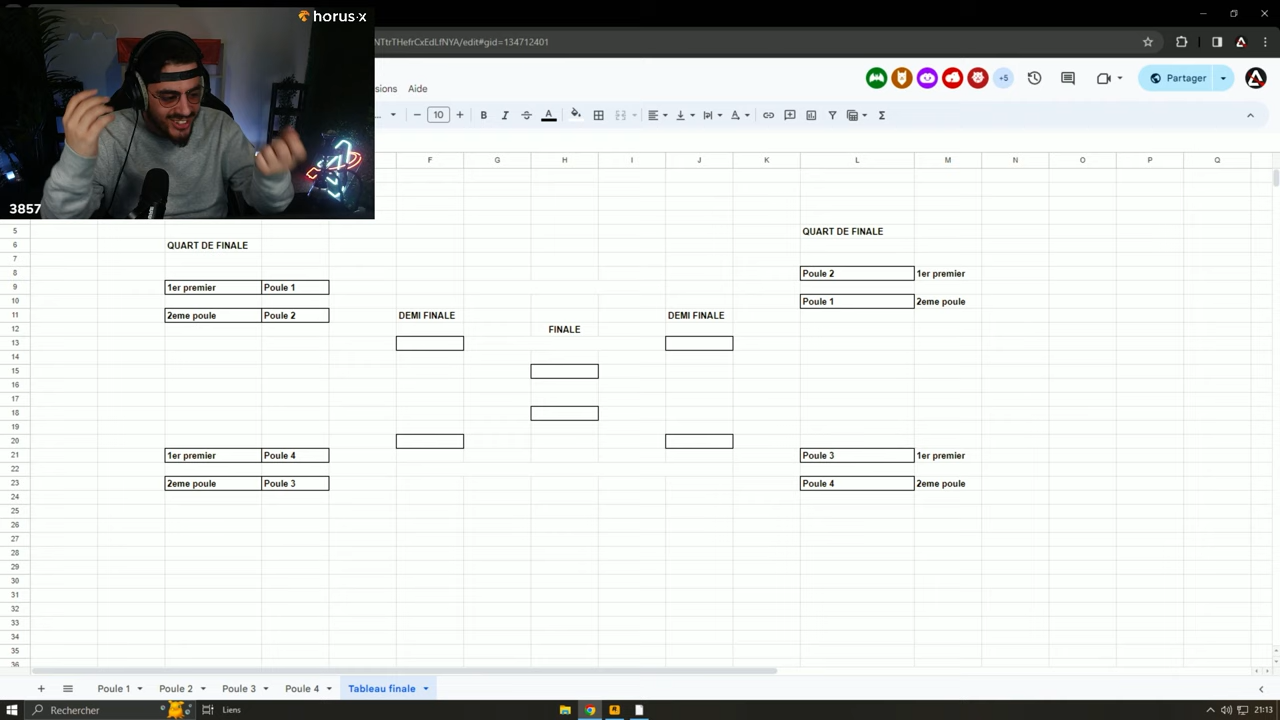 horus·x
3857
NTtrTHefrCxEdLfNYA/edit#gid=134712401
sions Aide
+5
Partager
10
F G H I J K L M N O P Q
5 QUART DE FINALE
6 QUART DE FINALE
7
8 Poule 2 1er premier
9 1er premier Poule 1
10 Poule 1 2eme poule
11 2eme poule Poule 2 DEMI FINALE DEMI FINALE
12 FINALE
13
14
15
16
17
18
19
20
21 1er premier Poule 4 Poule 3 1er premier
22
23 2eme poule Poule 3 Poule 4 2eme poule
24
25
26
27
28
29
30
31
32
33
34
35
36
Poule 1 Poule 2 Poule 3 Poule 4 Tableau finale
Rechercher Liens 21:13